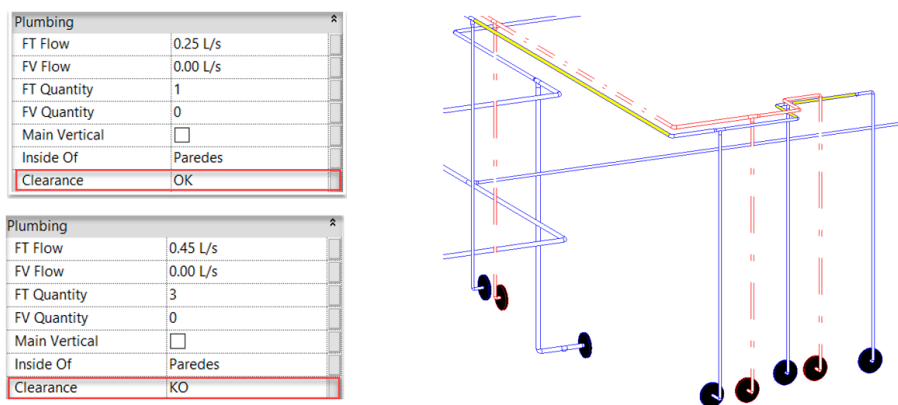 Plumbing
FT Flow 0.25 L/s
FV Flow 0.00 L/s
FT Quantity 1
FV Quantity 0
Main Vertical
Inside Of Paredes
Clearance OK
Plumbing
FT Flow 0.45 L/s
FV Flow 0.00 L/s
FT Quantity 3
FV Quantity 0
Main Vertical
Inside Of Paredes
Clearance KO